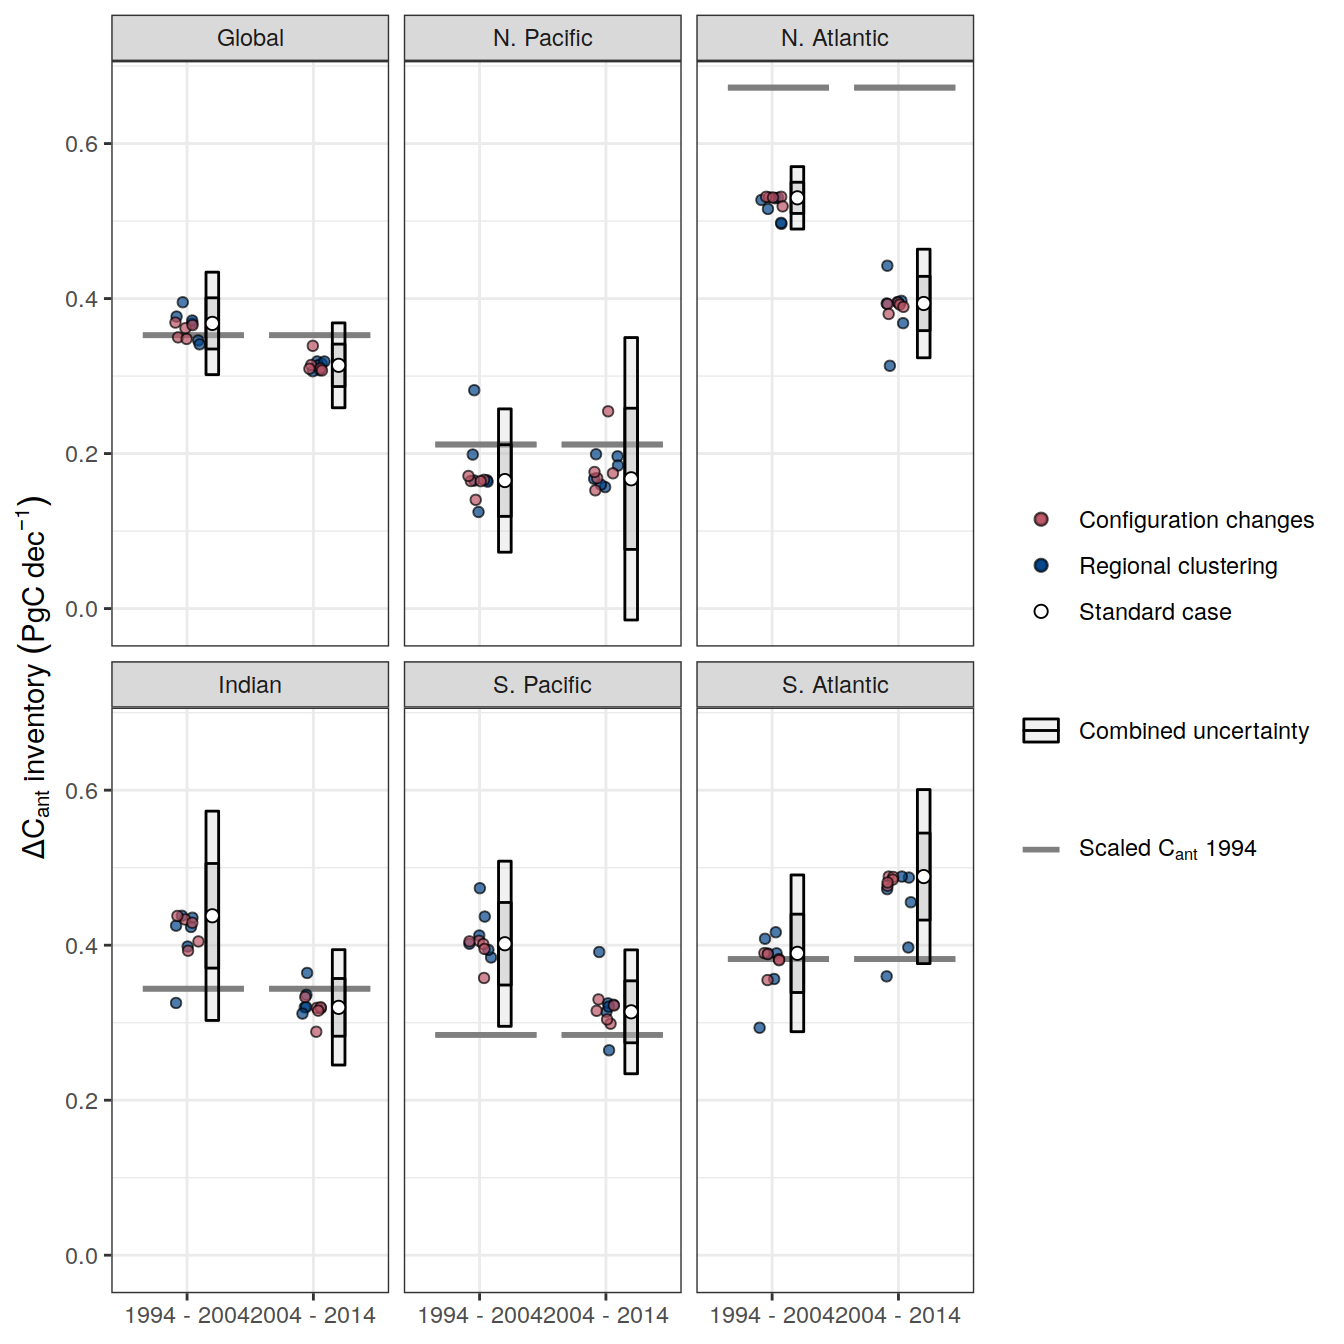 Global
N. Pacific
N. Atlantic
0.6
0.4
0.2
0.0
Indian
S. Pacific
S. Atlantic
0.6
0.4
0.2
0.0
1994 - 2004 2004 - 2014
1994 - 2004 2004 - 2014
1994 - 2004 2004 - 2014
ΔCant inventory (PgC dec−1)
Configuration changes
Regional clustering
Standard case
Combined uncertainty
Scaled Cant 1994